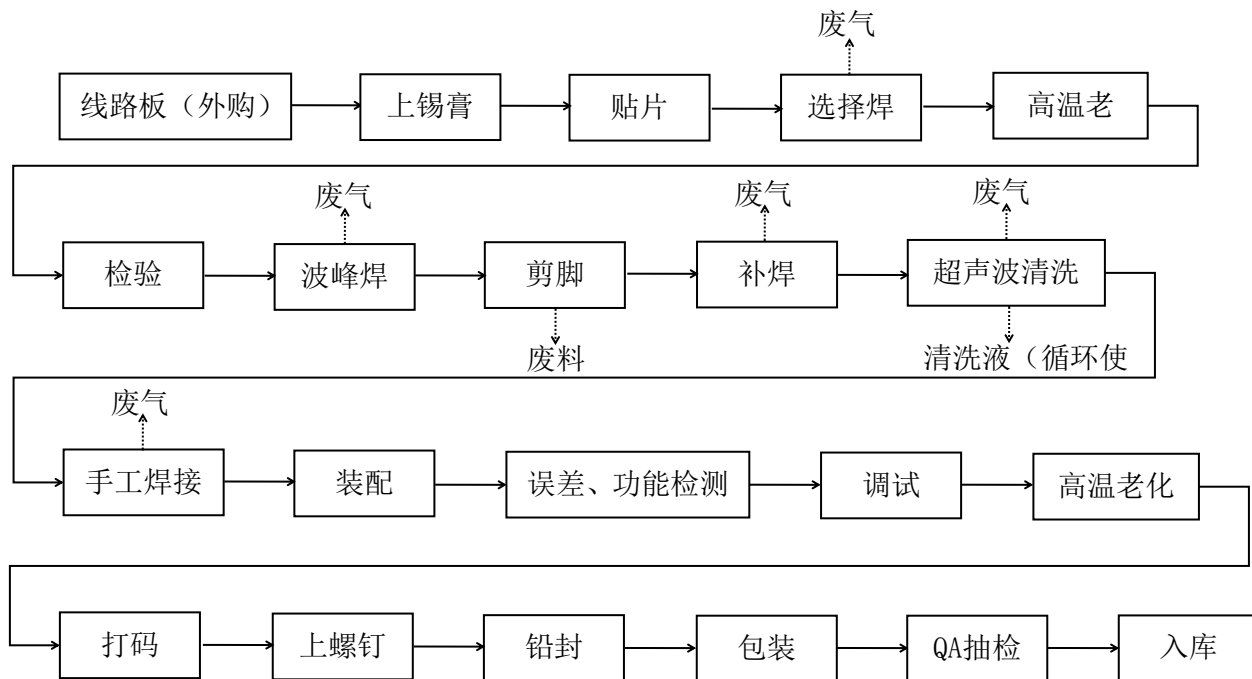 废气
线路板（外购）
上锡膏
贴片
选择焊
高温老
废气
废气
废气
检验
波峰焊
剪脚
补焊
超声波清洗
废料
清洗液（循环使
废气
手工焊接
装配
误差、功能检测
调试
高温老化
打码
上螺钉
铅封
包装
QA抽检
入库